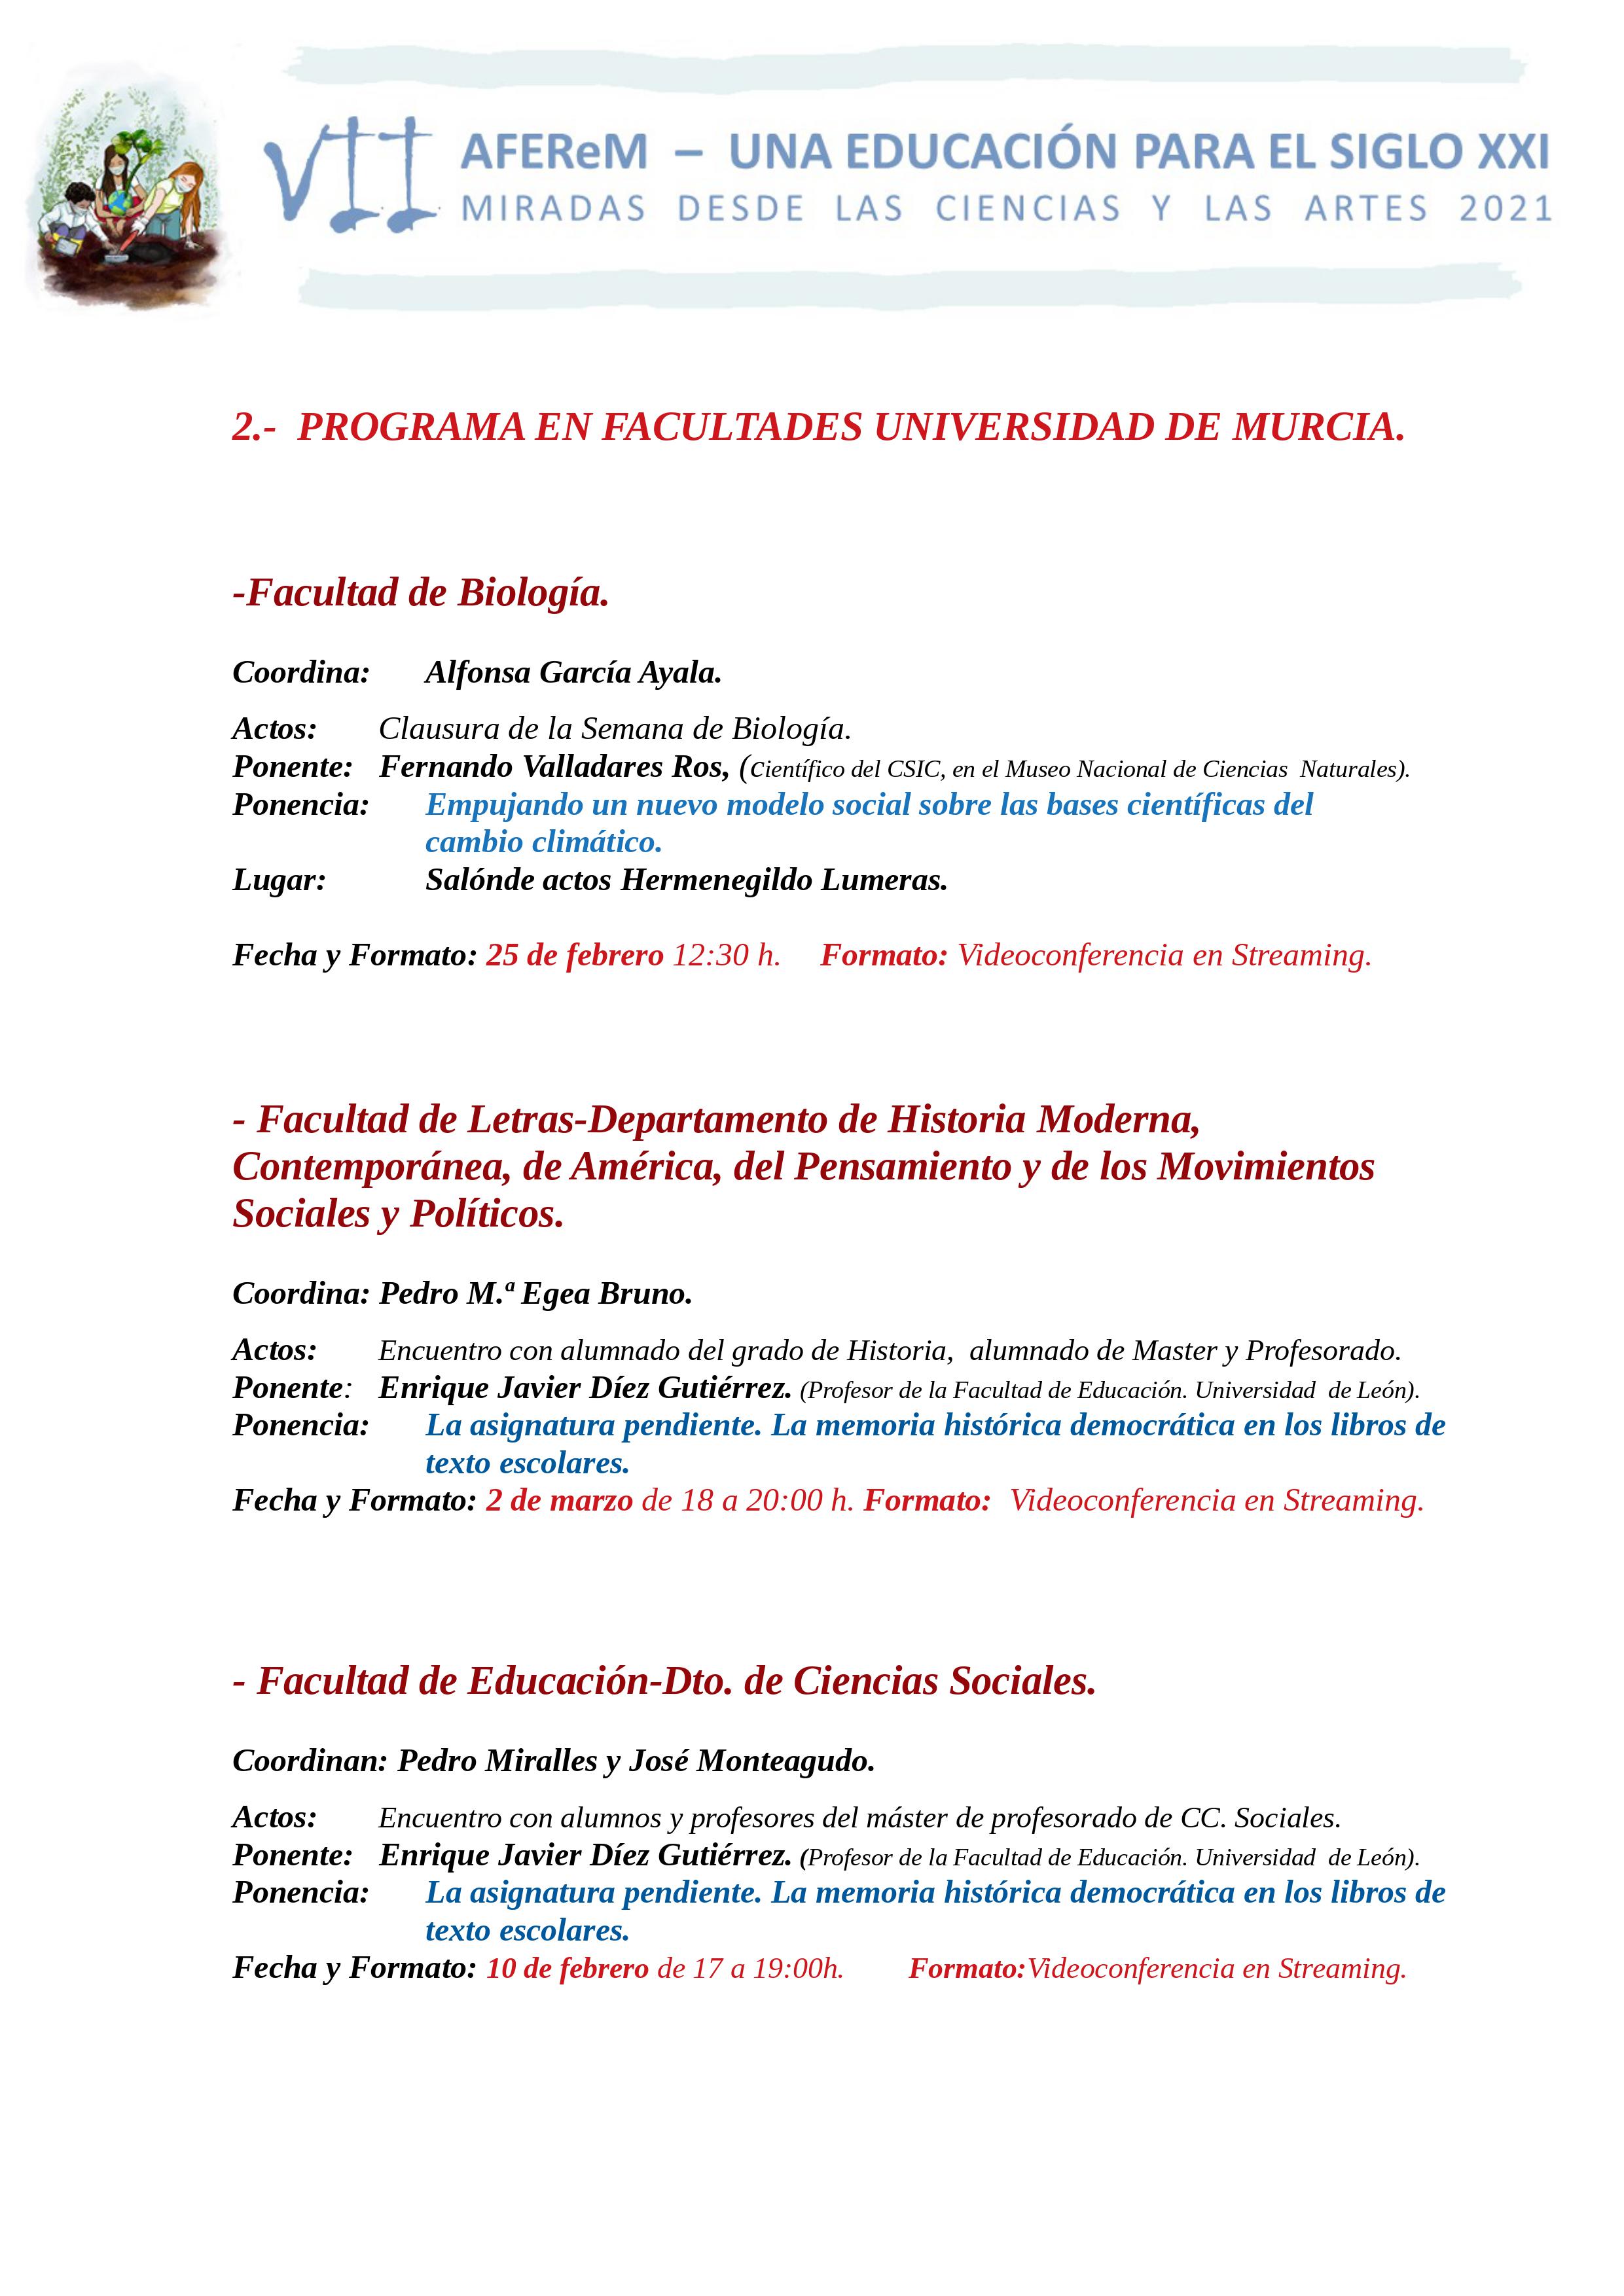 VII AFEReM – UNA EDUCACIÓN PARA EL SIGLO XXI
MIRADAS DESDE LAS CIENCIAS Y LAS ARTES 2021
2.- PROGRAMA EN FACULTADES UNIVERSIDAD DE MURCIA.
-Facultad de Biología.
Coordina: Alfonsa García Ayala.
Actos: Clausura de la Semana de Biología.
Ponente: Fernando Valladares Ros, (científico del CSIC, en el Museo Nacional de Ciencias Naturales).
Ponencia: Empujando un nuevo modelo social sobre las bases científicas del
cambio climático.
Lugar: Salónde actos Hermenegildo Lumeras.
Fecha y Formato: 25 de febrero 12:30 h. Formato: Videoconferencia en Streaming.
- Facultad de Letras-Departamento de Historia Moderna,
Contemporánea, de América, del Pensamiento y de los Movimientos
Sociales y Políticos.
Coordina: Pedro M.ª Egea Bruno.
Actos: Encuentro con alumnado del grado de Historia, alumnado de Master y Profesorado.
Ponente: Enrique Javier Díez Gutiérrez. (Profesor de la Facultad de Educación. Universidad de León).
Ponencia: La asignatura pendiente. La memoria histórica democrática en los libros de
texto escolares.
Fecha y Formato: 2 de marzo de 18 a 20:00 h. Formato: Videoconferencia en Streaming.
- Facultad de Educación-Dto. de Ciencias Sociales.
Coordinan: Pedro Miralles y José Monteagudo.
Actos: Encuentro con alumnos y profesores del máster de profesorado de CC. Sociales.
Ponente: Enrique Javier Díez Gutiérrez. (Profesor de la Facultad de Educación. Universidad de León).
Ponencia: La asignatura pendiente. La memoria histórica democrática en los libros de
texto escolares.
Fecha y Formato: 10 de febrero de 17 a 19:00h. Formato:Videoconferencia en Streaming.